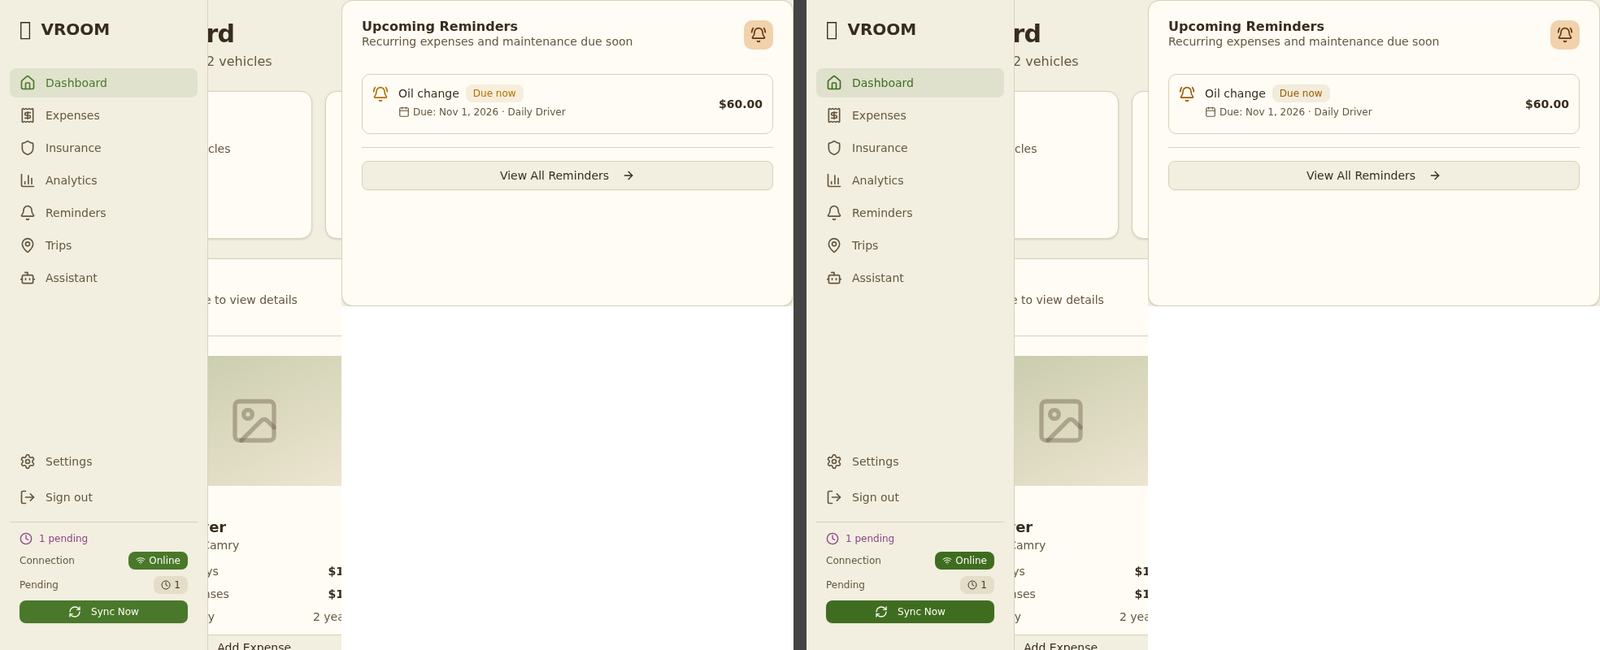 VROOM
Dashboard
Expenses
Insurance
Analytics
Reminders
Trips
Assistant
Settings
Sign out
1 pending
Connection Online
Pending 1
Sync Now
rd
2 vehicles
cles
e to view details
er
Camry
ys $1
ses $1
y 2 yea
Add Expense
Upcoming Reminders
Recurring expenses and maintenance due soon
Oil change Due now
Due: Nov 1, 2026 · Daily Driver
$60.00
View All Reminders
VROOM
Dashboard
Expenses
Insurance
Analytics
Reminders
Trips
Assistant
Settings
Sign out
1 pending
Connection Online
Pending 1
Sync Now
rd
2 vehicles
cles
e to view details
er
Camry
ys $1
ses $1
y 2 yea
Add Expense
Upcoming Reminders
Recurring expenses and maintenance due soon
Oil change Due now
Due: Nov 1, 2026 · Daily Driver
$60.00
View All Reminders